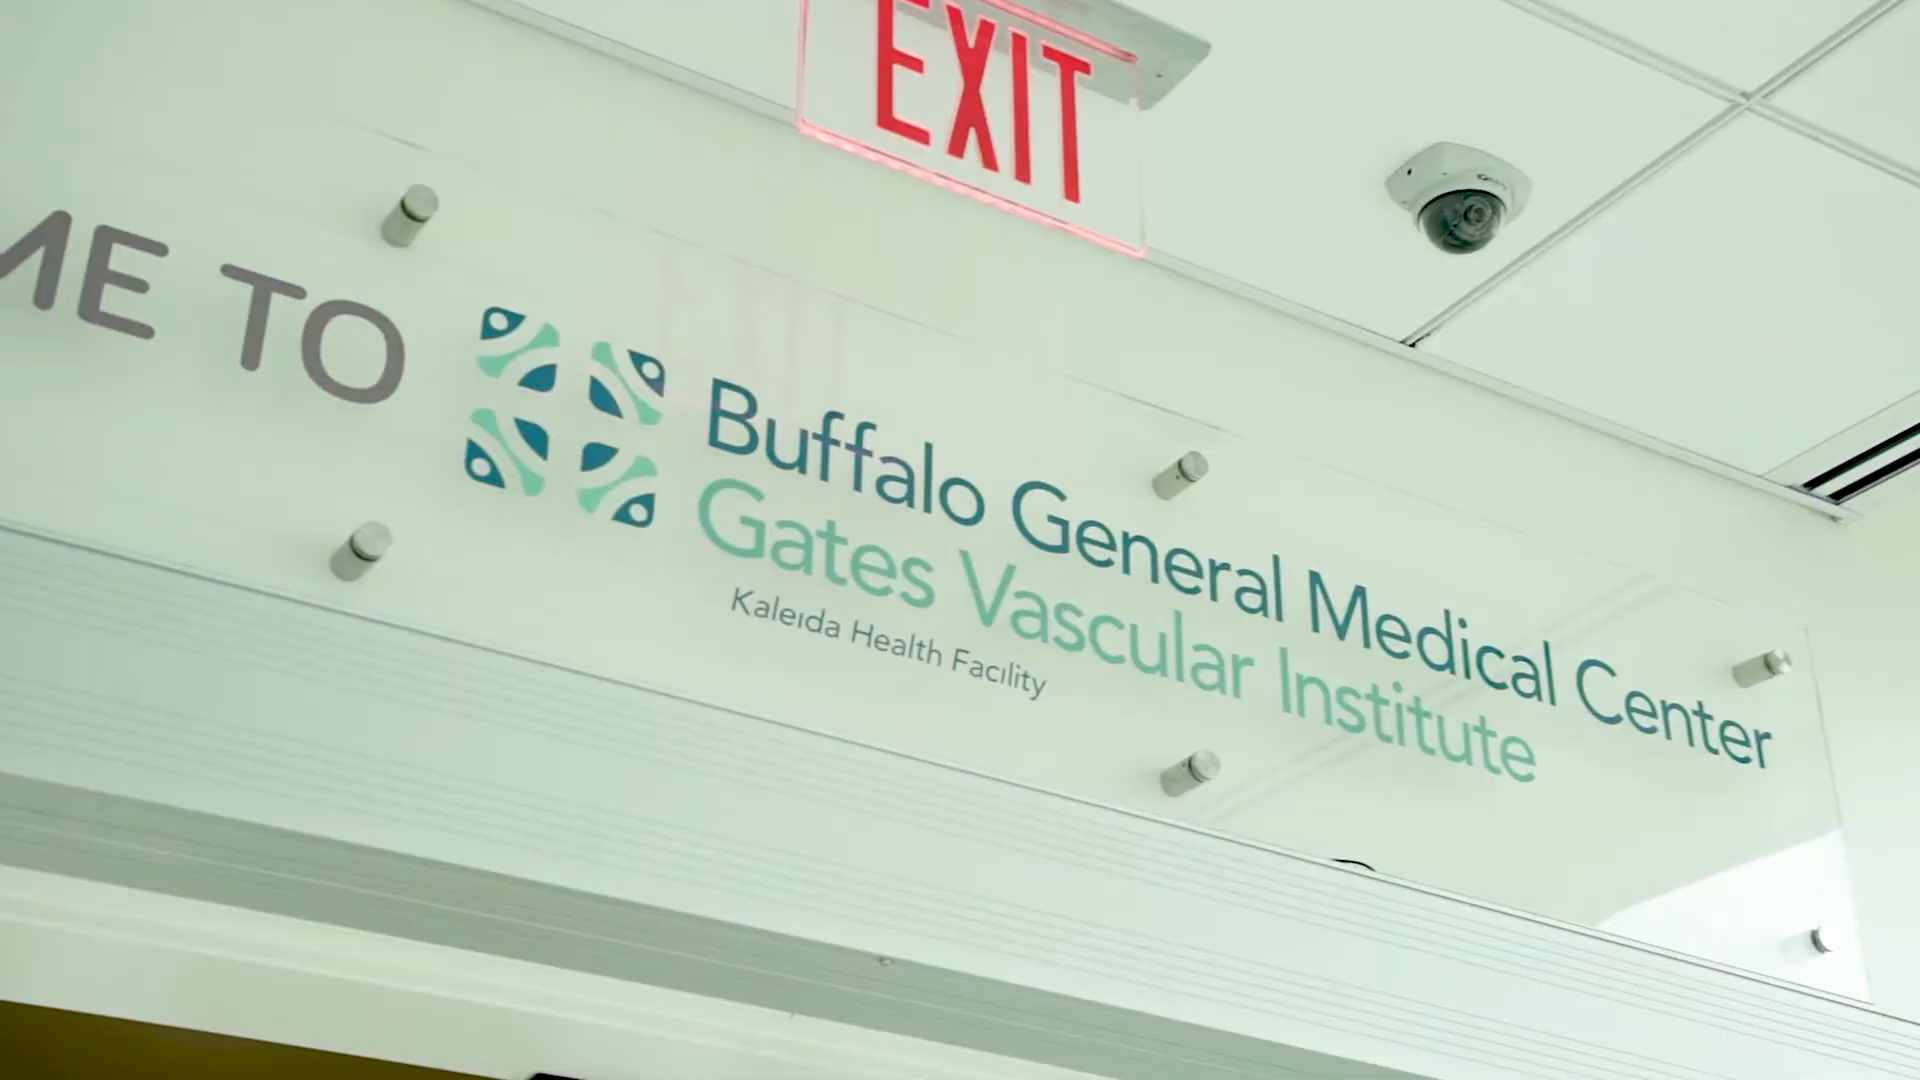 EXIT
ME TO
Buffalo General Medical Center
Gates Vascular Institute
Kaleida Health Facility